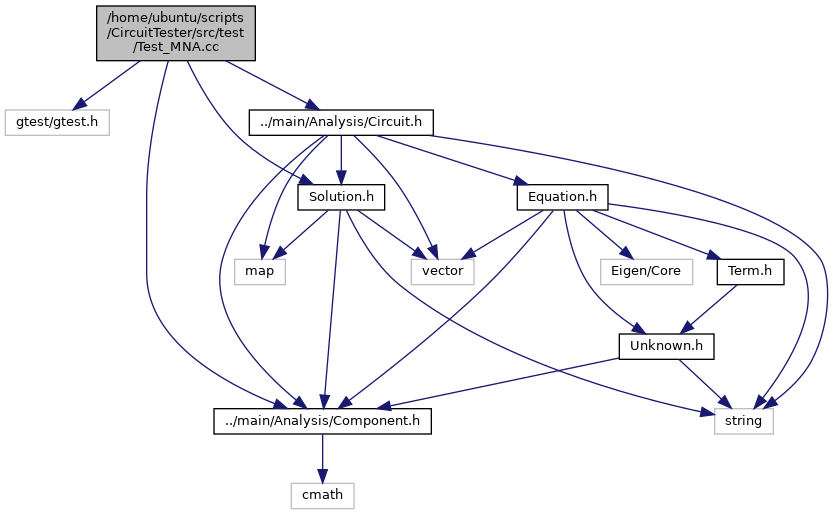 /home/ubuntu/scripts
/CircuitTester/src/test
/Test_MNA.cc
gtest/gtest.h
../main/Analysis/Circuit.h
Solution.h
Equation.h
map
vector
Eigen/Core
Term.h
Unknown.h
../main/Analysis/Component.h
string
cmath